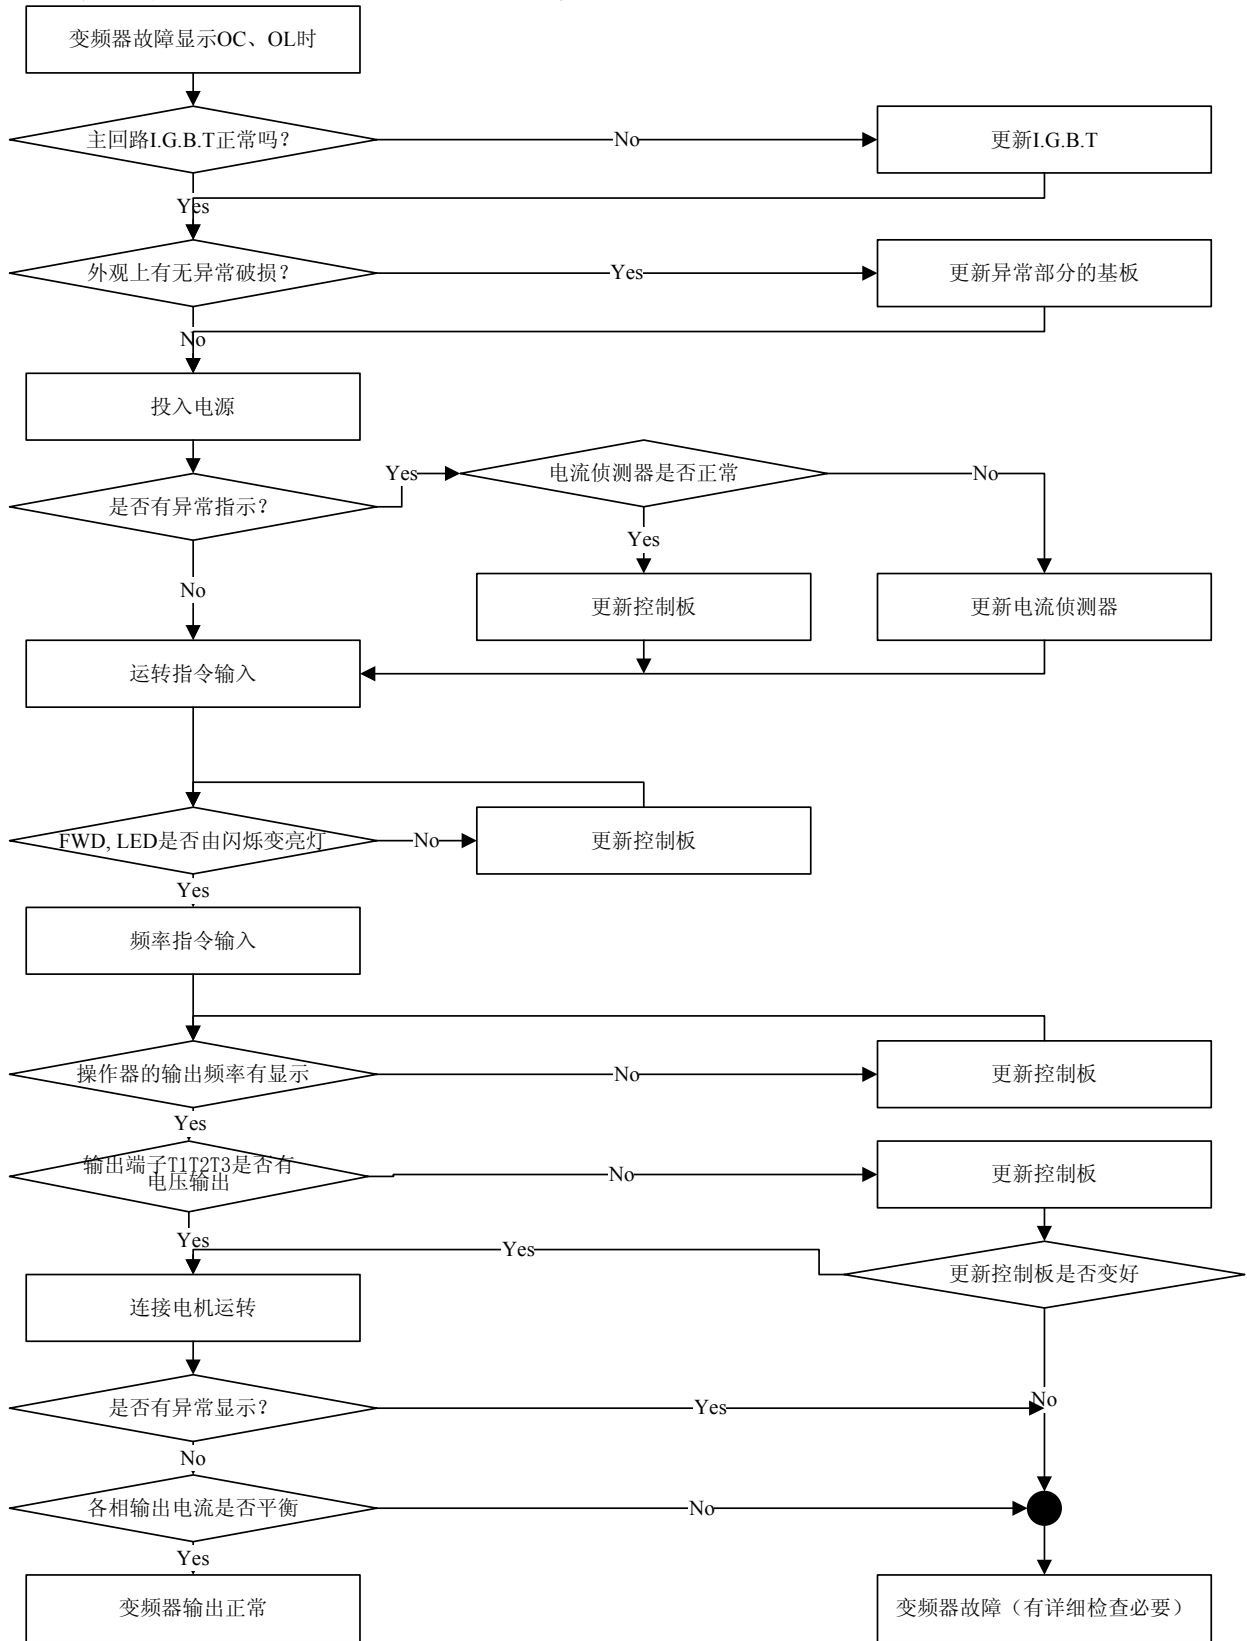 变频器故障显示OC、OL时
主回路I.G.B.T正常吗？
No
更新I.G.B.T
Yes
外观上有无异常破损？
Yes
更新异常部分的基板
No
投入电源
是否有异常指示？
Yes
电流侦测器是否正常
No
Yes
No
更新控制板
更新电流侦测器
运转指令输入
FWD, LED是否由闪烁变亮灯
No
更新控制板
Yes
频率指令输入
操作器的输出频率有显示
No
更新控制板
Yes
输出端子T1T2T3是否有
电压输出
No
更新控制板
Yes
Yes
更新控制板是否变好
连接电机运转
No
是否有异常显示？
Yes
No
各相输出电流是否平衡
No
Yes
变频器输出正常
变频器故障（有详细检查必要）